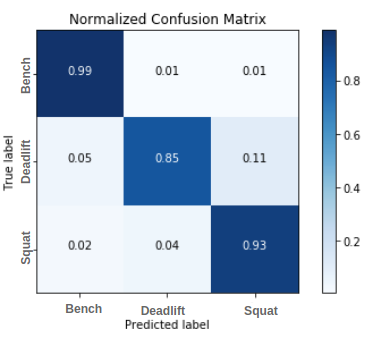 Normalized Confusion Matrix
Bench
0.99 0.01 0.01
0.8
0.6
True label
Deadlift
0.05 0.85 0.11
0.4
Squat
0.02 0.04 0.93
0.2
Bench Deadlift Squat
Predicted label